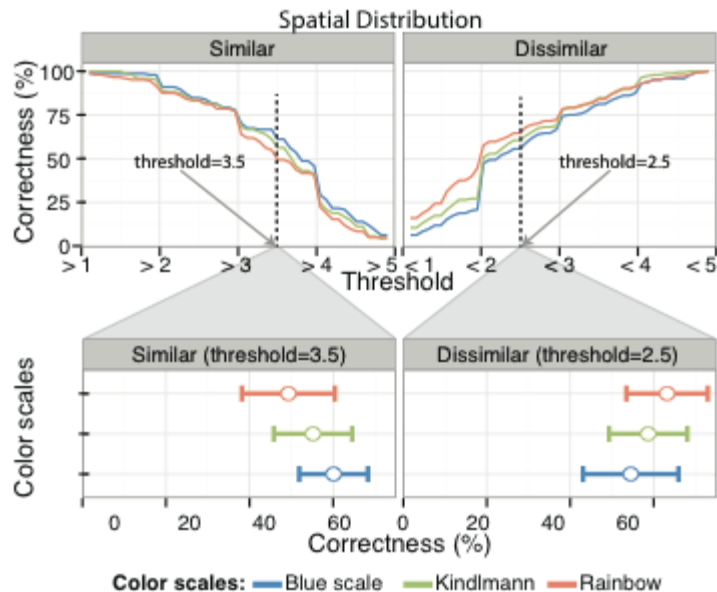 Spatial Distribution
Similar
Dissimilar
Correctness (%)
100
75
50
25
0
threshold=3.5
threshold=2.5
> 1
> 2
> 3
> 4
> 5
< 1
< 2
< 3
< 4
< 5
Threshold
Similar (threshold=3.5)
Dissimilar (threshold=2.5)
Color scales
0
20
40
60
0
20
40
60
Correctness (%)
Color scales: Blue scale Kindlmann Rainbow